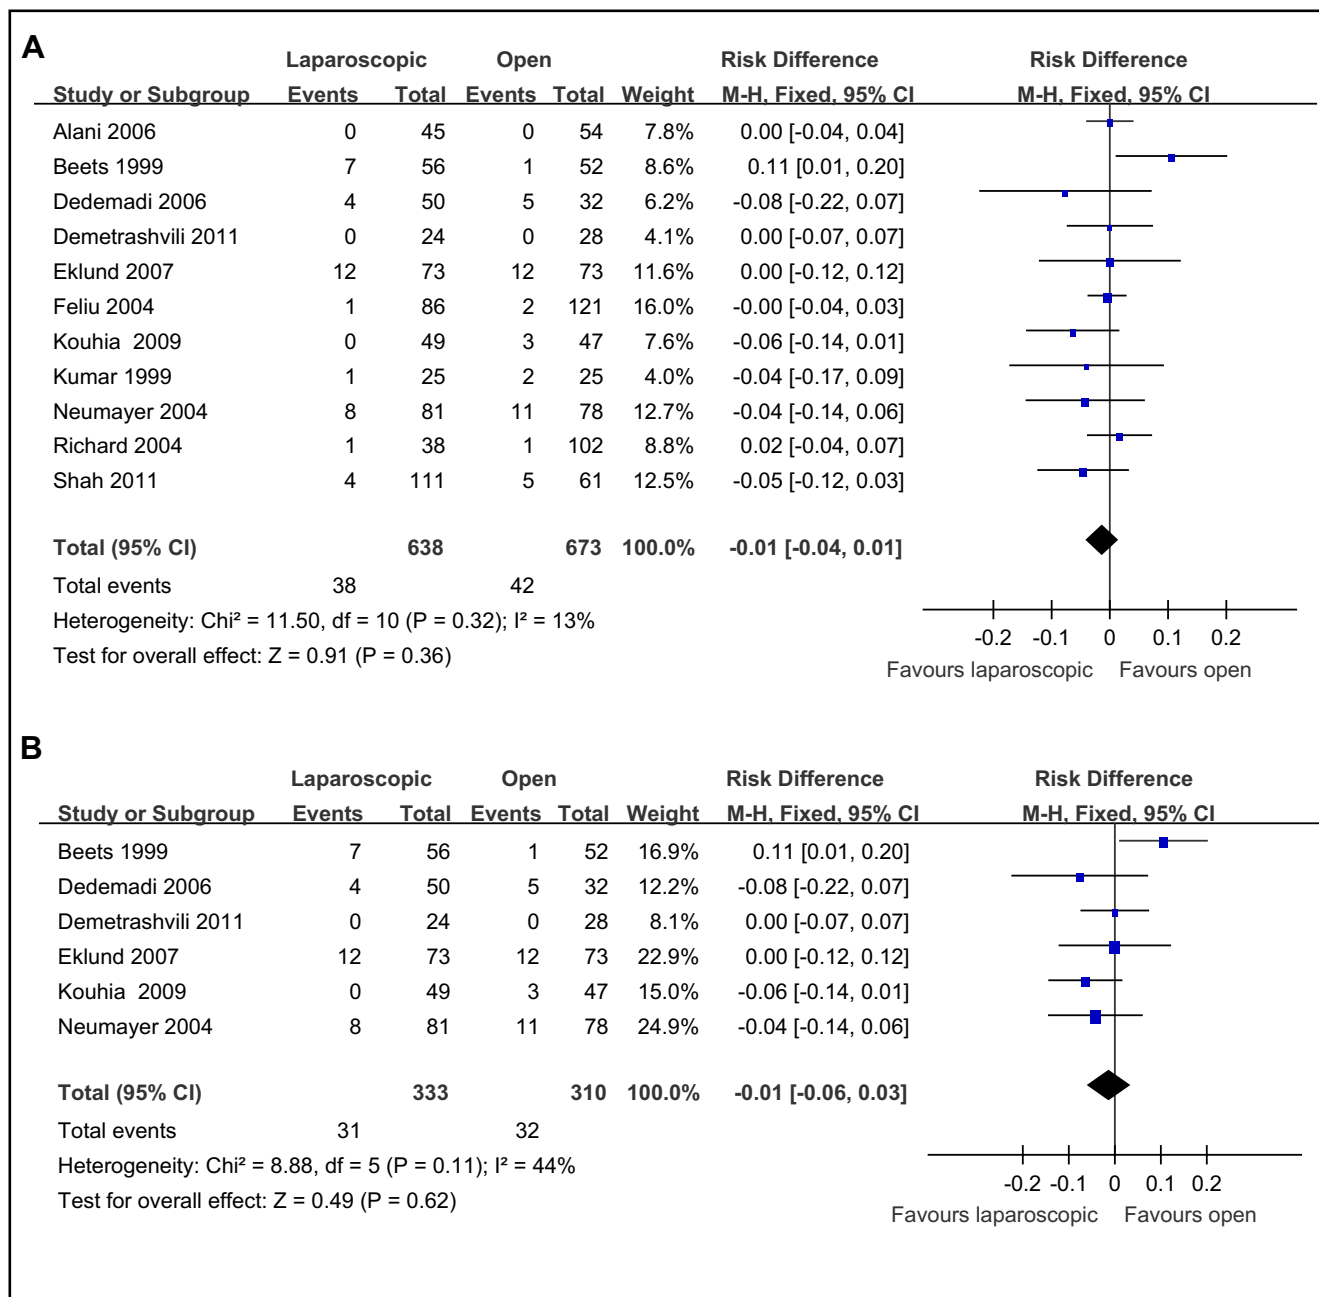 A
Laparoscopic Open Risk Difference Risk Difference
Study or Subgroup Events Total Events Total Weight M-H, Fixed, 95% CI M-H, Fixed, 95% CI
Alani 2006 0 45 0 54 7.8% 0.00 [-0.04, 0.04]
Beets 1999 7 56 1 52 8.6% 0.11 [0.01, 0.20]
Dedemadi 2006 4 50 5 32 6.2% -0.08 [-0.22, 0.07]
Demetrashvili 2011 0 24 0 28 4.1% 0.00 [-0.07, 0.07]
Eklund 2007 12 73 12 73 11.6% 0.00 [-0.12, 0.12]
Feliu 2004 1 86 2 121 16.0% -0.00 [-0.04, 0.03]
Kouhia 2009 0 49 3 47 7.6% -0.06 [-0.14, 0.01]
Kumar 1999 1 25 2 25 4.0% -0.04 [-0.17, 0.09]
Neumayer 2004 8 81 11 78 12.7% -0.04 [-0.14, 0.06]
Richard 2004 1 38 1 102 8.8% 0.02 [-0.04, 0.07]
Shah 2011 4 111 5 61 12.5% -0.05 [-0.12, 0.03]
Total (95% CI) 638 673 100.0% -0.01 [-0.04, 0.01]
Total events 38 42
Heterogeneity: Chi² = 11.50, df = 10 (P = 0.32); I² = 13%
Test for overall effect: Z = 0.91 (P = 0.36)
-0.2 -0.1 0 0.1 0.2
Favours laparoscopic Favours open
B
Laparoscopic Open Risk Difference Risk Difference
Study or Subgroup Events Total Events Total Weight M-H, Fixed, 95% CI M-H, Fixed, 95% CI
Beets 1999 7 56 1 52 16.9% 0.11 [0.01, 0.20]
Dedemadi 2006 4 50 5 32 12.2% -0.08 [-0.22, 0.07]
Demetrashvili 2011 0 24 0 28 8.1% 0.00 [-0.07, 0.07]
Eklund 2007 12 73 12 73 22.9% 0.00 [-0.12, 0.12]
Kouhia 2009 0 49 3 47 15.0% -0.06 [-0.14, 0.01]
Neumayer 2004 8 81 11 78 24.9% -0.04 [-0.14, 0.06]
Total (95% CI) 333 310 100.0% -0.01 [-0.06, 0.03]
Total events 31 32
Heterogeneity: Chi² = 8.88, df = 5 (P = 0.11); I² = 44%
Test for overall effect: Z = 0.49 (P = 0.62)
-0.2 -0.1 0 0.1 0.2
Favours laparoscopic Favours open